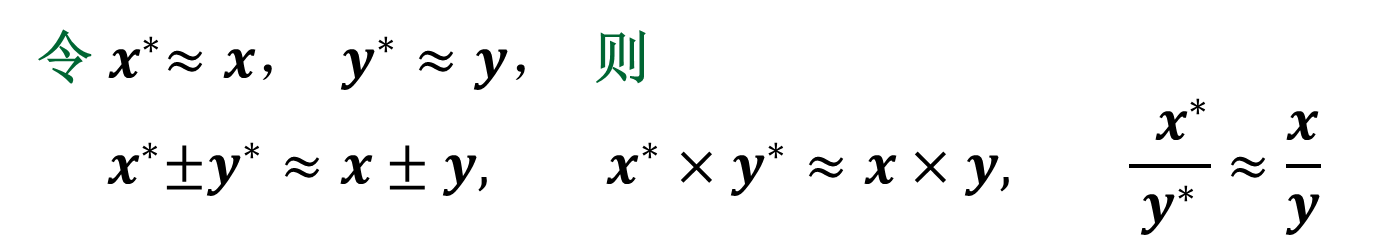 令 x* ≈ x, y* ≈ y, 则
x* ± y* ≈ x ± y, x* × y* ≈ x × y, x*/y* ≈ x/y